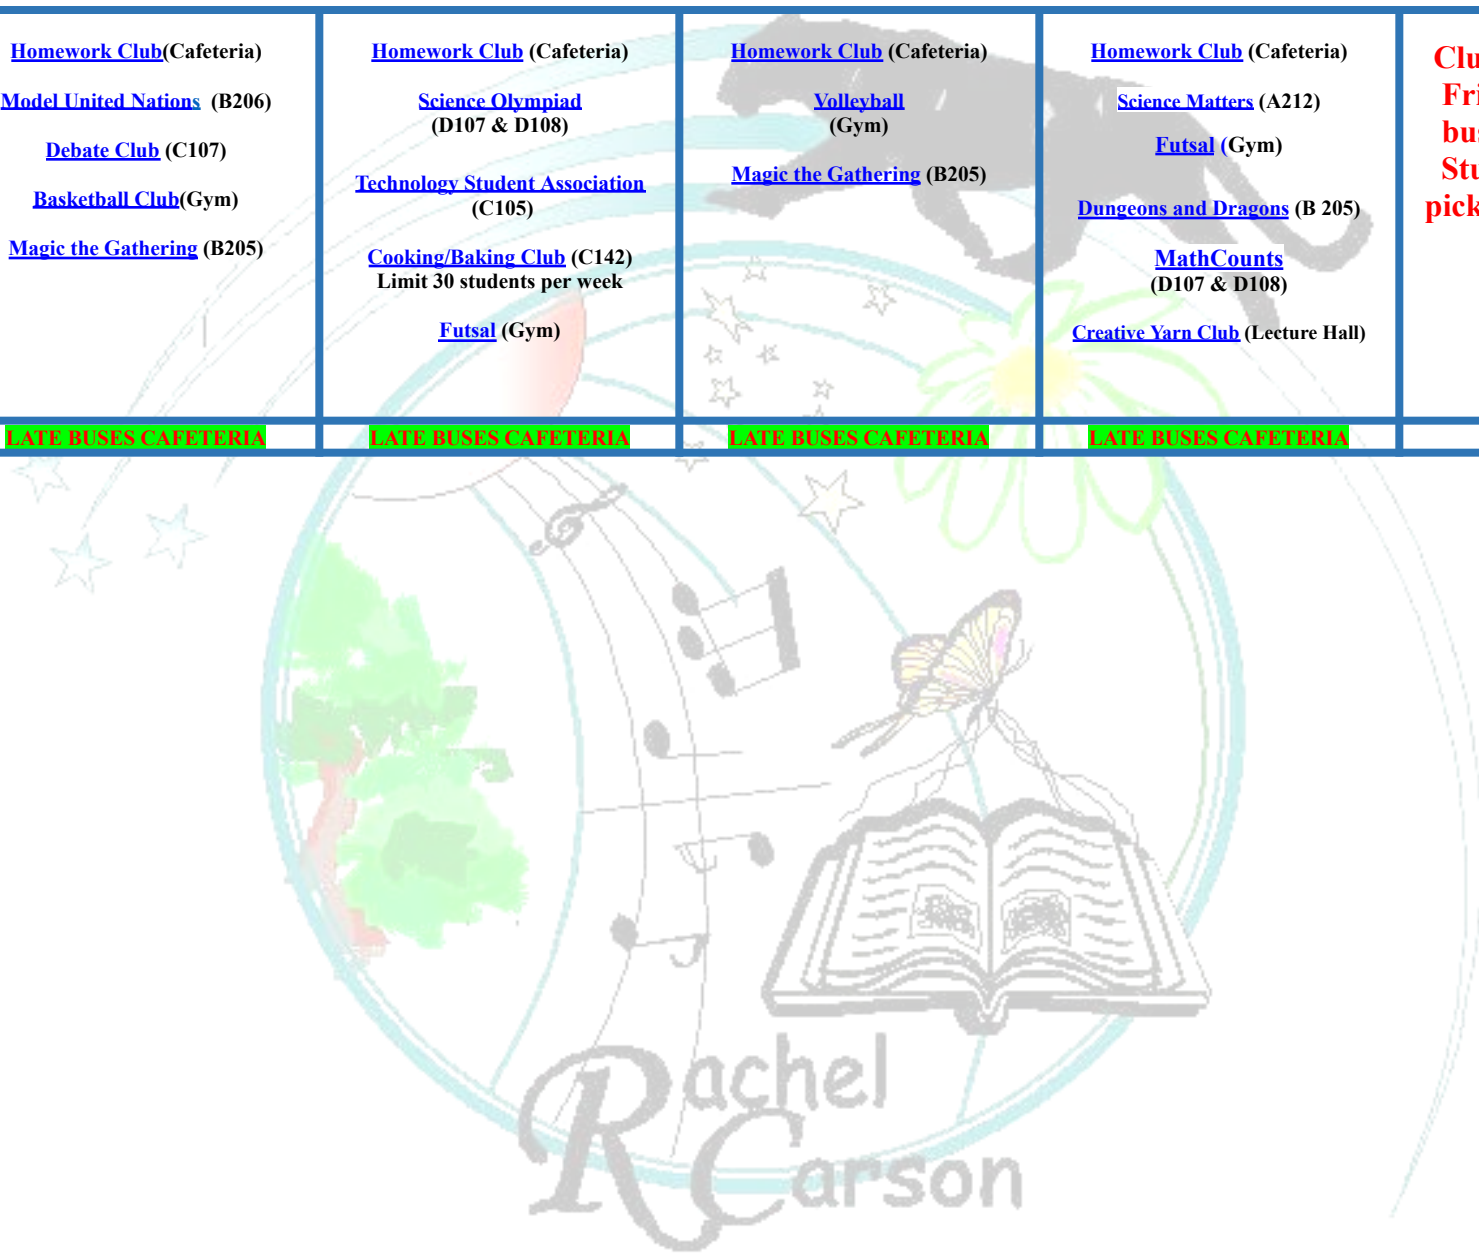 Homework Club(Cafeteria)
Model United Nations (B206)
Debate Club (C107)
Basketball Club(Gym)
Magic the Gathering (B205)
LATE BUSES CAFETERIA
Homework Club (Cafeteria)
Science Olympiad
(D107 & D108)
Technology Student Association
(C105)
Cooking/Baking Club (C142)
Limit 30 students per week
Futsal (Gym)
LATE BUSES CAFETERIA
Homework Club (Cafeteria)
Volleyball
(Gym)
Magic the Gathering (B205)
LATE BUSES CAFETERIA
Homework Club (Cafeteria)
Science Matters (A212)
Futsal (Gym)
Dungeons and Dragons (B 205)
MathCounts
(D107 & D108)
Creative Yarn Club (Lecture Hall)
LATE BUSES CAFETERIA
pick
Rachel
Carson